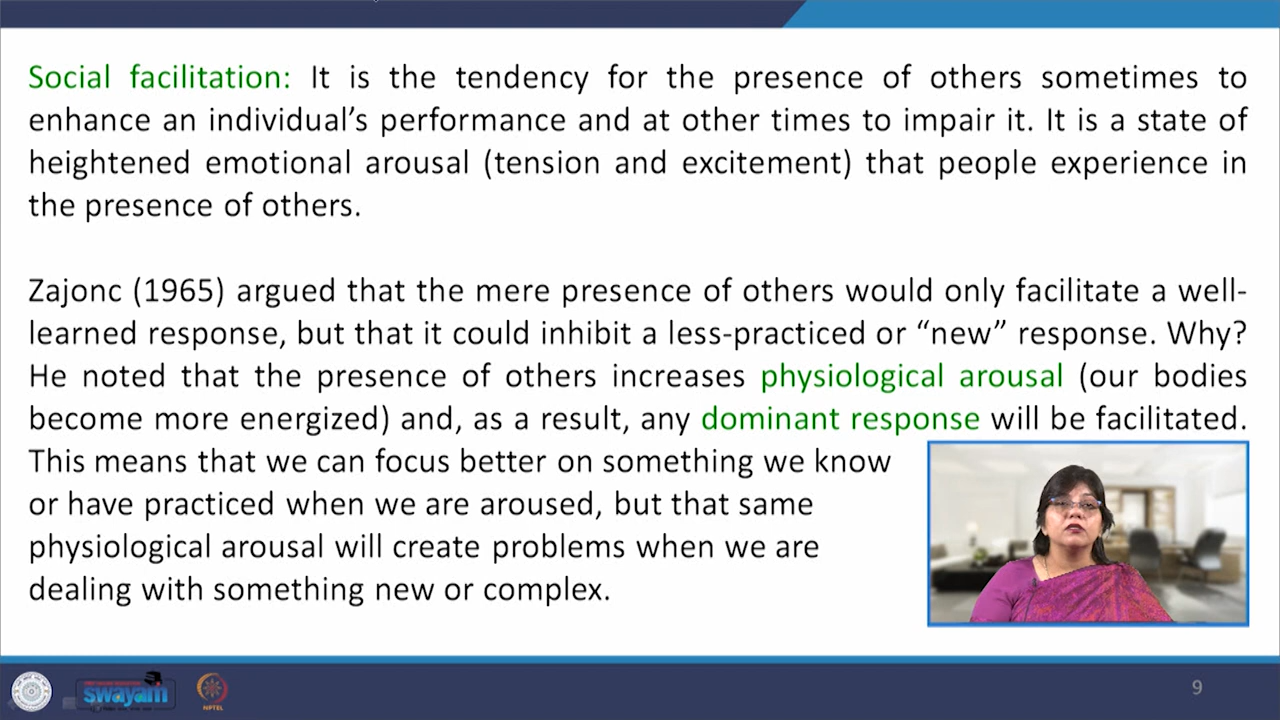 Social facilitation: It is the tendency for the presence of others sometimes to
enhance an individual's performance and at other times to impair it. It is a state of
heightened emotional arousal (tension and excitement) that people experience in
the presence of others.
Zajonc (1965) argued that the mere presence of others would only facilitate a well-
learned response, but that it could inhibit a less-practiced or “new” response. Why?
He noted that the presence of others increases physiological arousal (our bodies
become more energized) and, as a result, any dominant response will be facilitated.
This means that we can focus better on something we know
or have practiced when we are aroused, but that same
physiological arousal will create problems when we are
dealing with something new or complex.
swayam
NPTEL
9